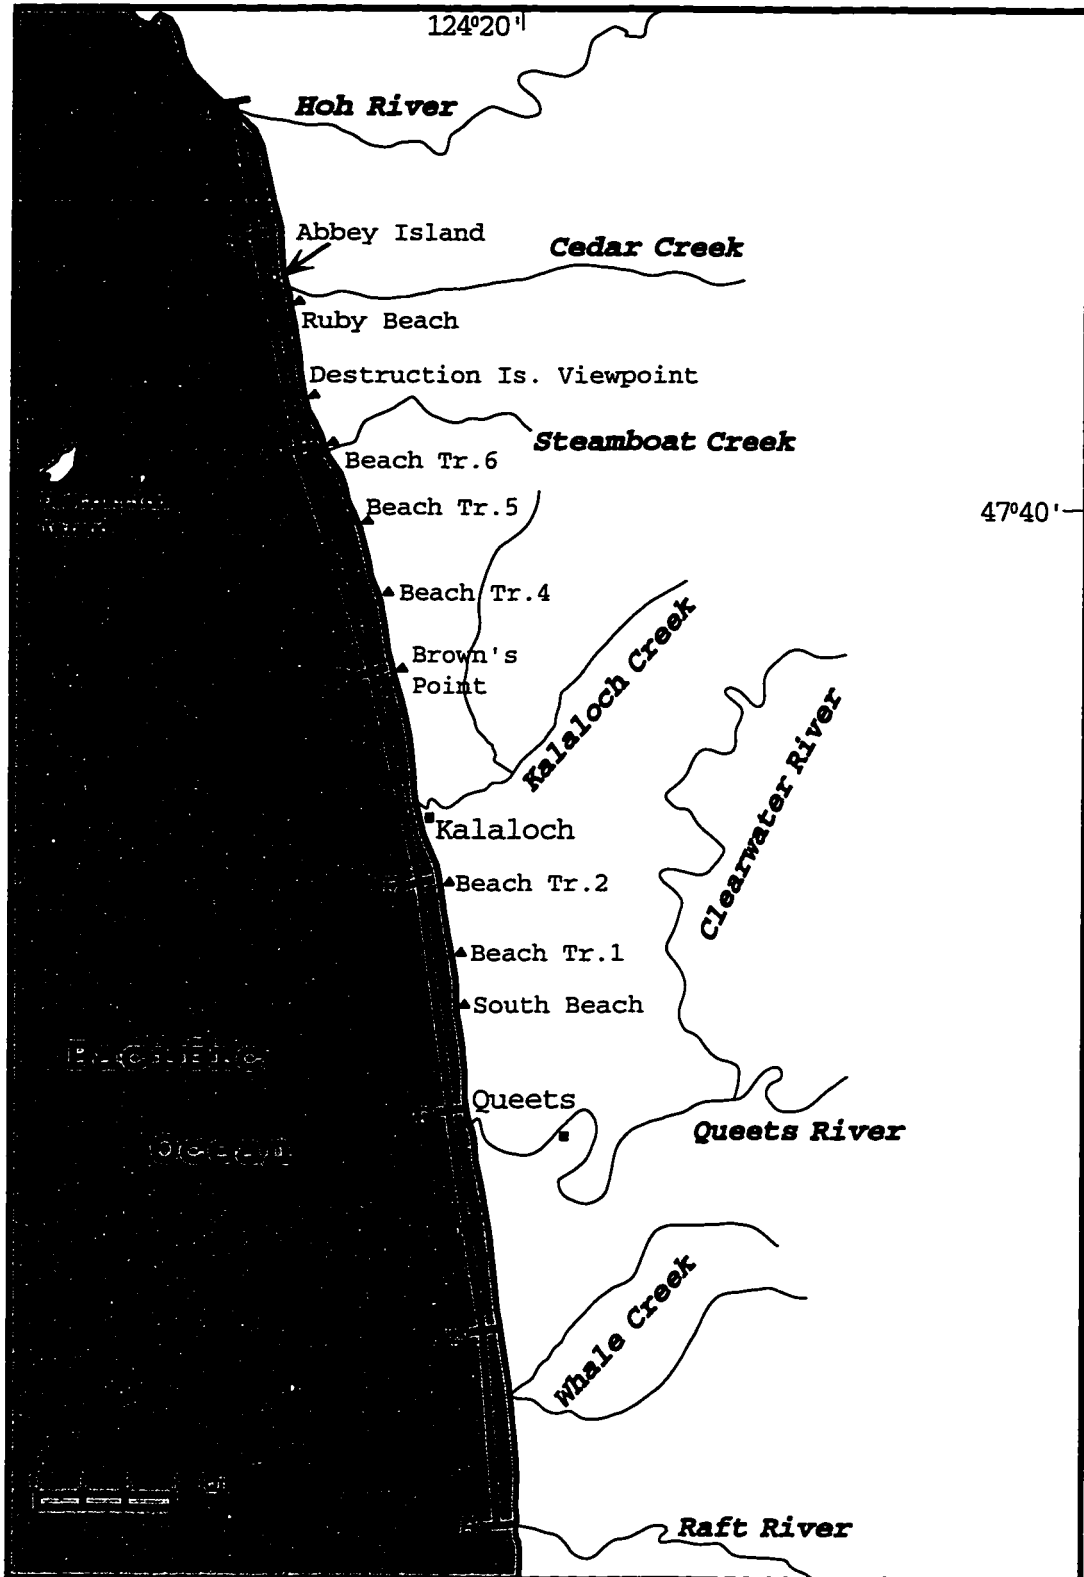 124°20'
Hoh River
Abbey Island
Cedar Creek
Ruby Beach
Destruction Is. Viewpoint
Steamboat Creek
Beach Tr.6
Beach Tr.5
47°40'
Beach Tr.4
Brown's
Point
Kalaloch Creek
Clearwater River
Kalaloch
Beach Tr.2
Beach Tr.1
South Beach
Pacific
Queets
Queets River
Ocean
Whale Creek
Raft River